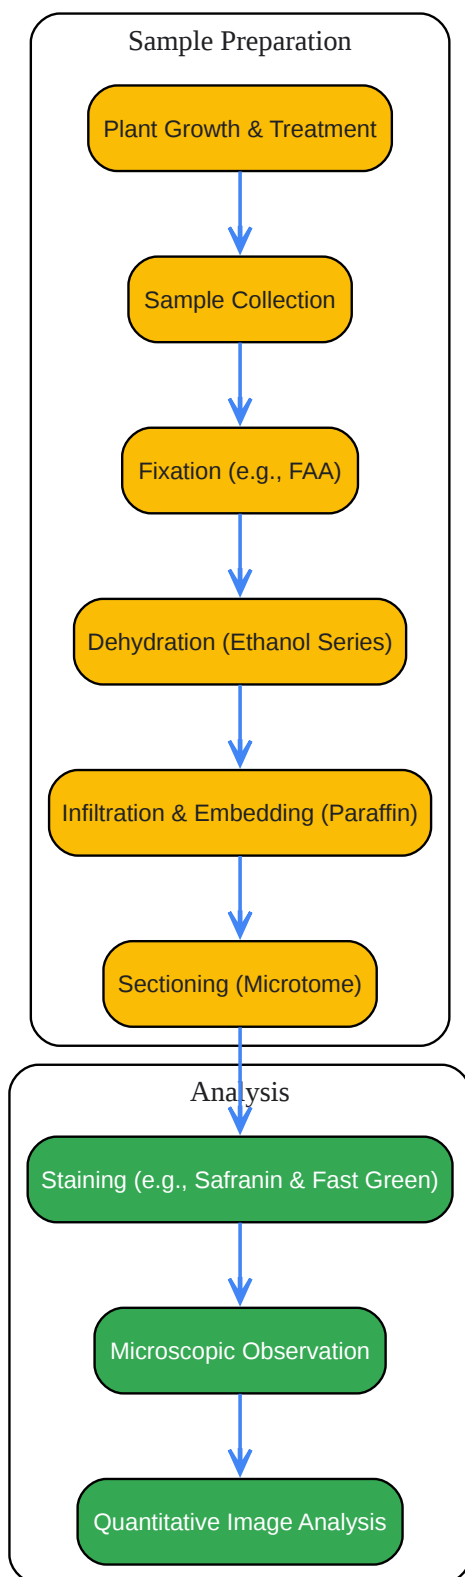 Sample Preparation
Plant Growth & Treatment
Sample Collection
Fixation (e.g., FAA)
Dehydration (Ethanol Series)
Infiltration & Embedding (Paraffin)
Sectioning (Microtome)
Analysis
Staining (e.g., Safranin & Fast Green)
Microscopic Observation
Quantitative Image Analysis